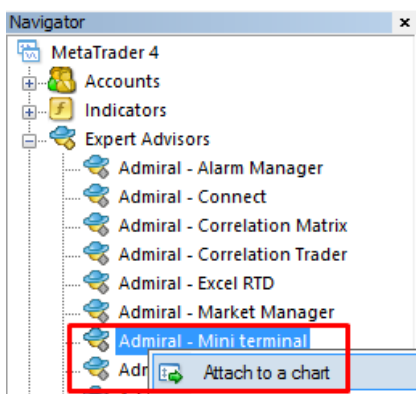 Navigator x
MetaTrader 4
Accounts
Indicators
Expert Advisors
Admiral - Alarm Manager
Admiral - Connect
Admiral - Correlation Matrix
Admiral - Correlation Trader
Admiral - Excel RTD
Admiral - Market Manager
Admiral - Mini terminal
Adr Attach to a chart